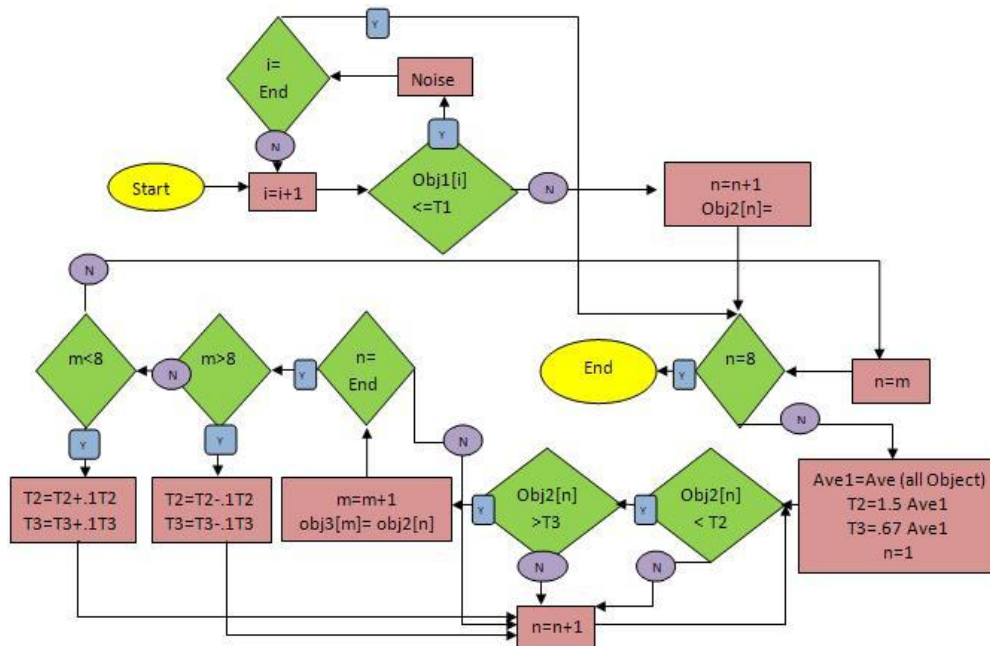 Y
i=
End
Noise
N
Y
Start
i=i+1
Obj1[i]
<=T1
N
n=n+1
Obj2[n]=
N
m<8
N
m>8
Y
n=
End
End
Y
n=8
n=m
N
Y
Y
N
T2=T2+.1T2
T3=T3+.1T3
T2=T2-.1T2
T3=T3-.1T3
m=m+1
obj3[m]= obj2[n]
Y
Obj2[n]
>T3
Y
Obj2[n]
< T2
Ave1=Ave (all Object)
T2=1.5 Ave1
T3=.67 Ave1
n=1
N
N
n=n+1